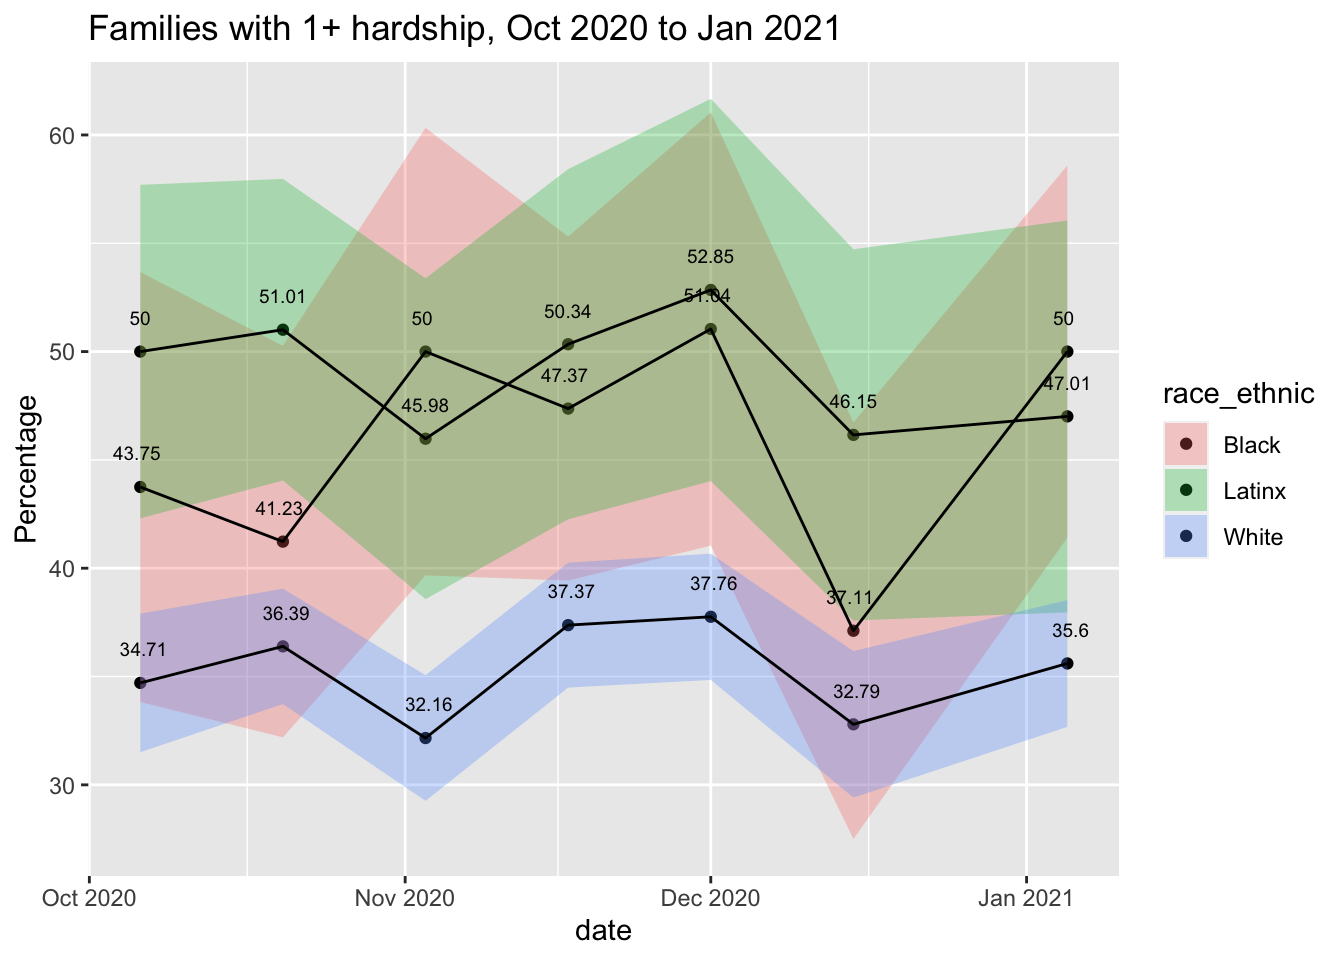 Families with 1+ hardship, Oct 2020 to Jan 2021
Percentage
60
50
40
30
52.85
51.04
51.01
50
50
50.34
50
47.37
47.01
45.98
46.15
43.75
41.23
37.11
37.37
37.76
36.39
34.71
35.6
32.16
32.79
Oct 2020
Nov 2020
Dec 2020
Jan 2021
date
race_ethnic
Black
Latinx
White